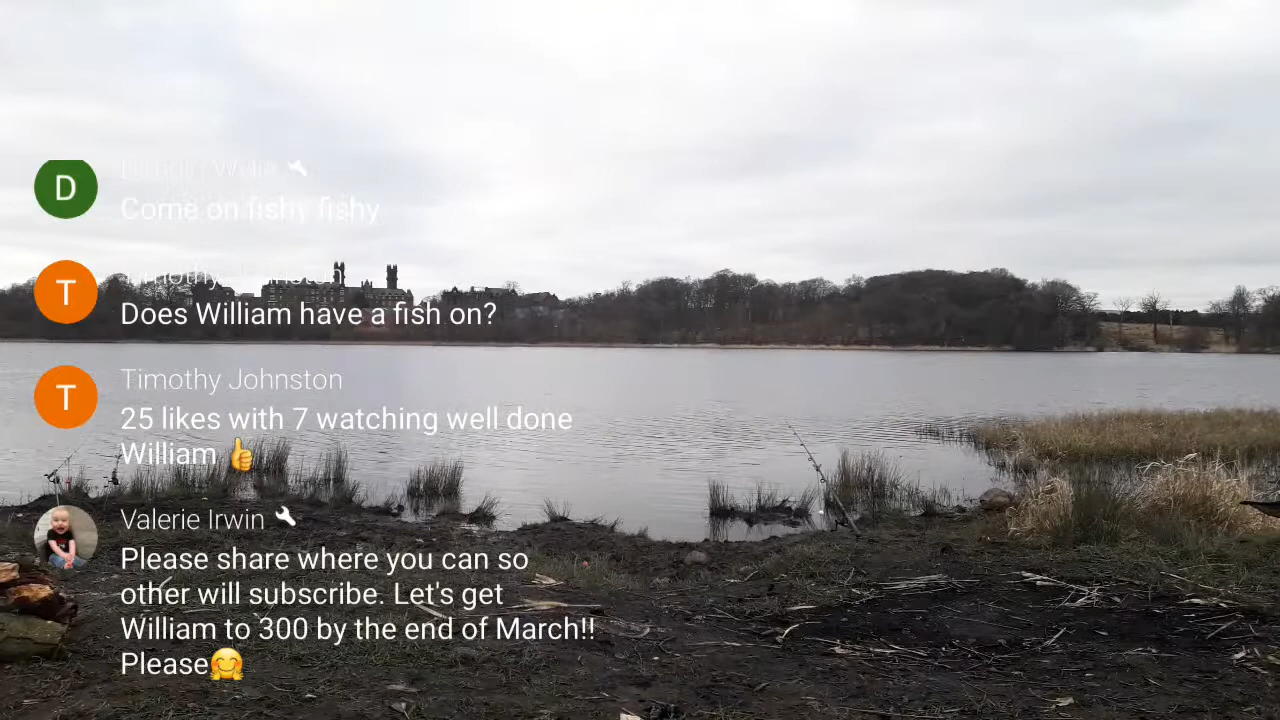 D
Come on fishy fishy
T
Timothy Johnston
Does William have a fish on?
T
Timothy Johnston
25 likes with 7 watching well done
William 👍
Valerie Irwin
Please share where you can so
other will subscribe. Let's get
William to 300 by the end of March!!
Please🤗